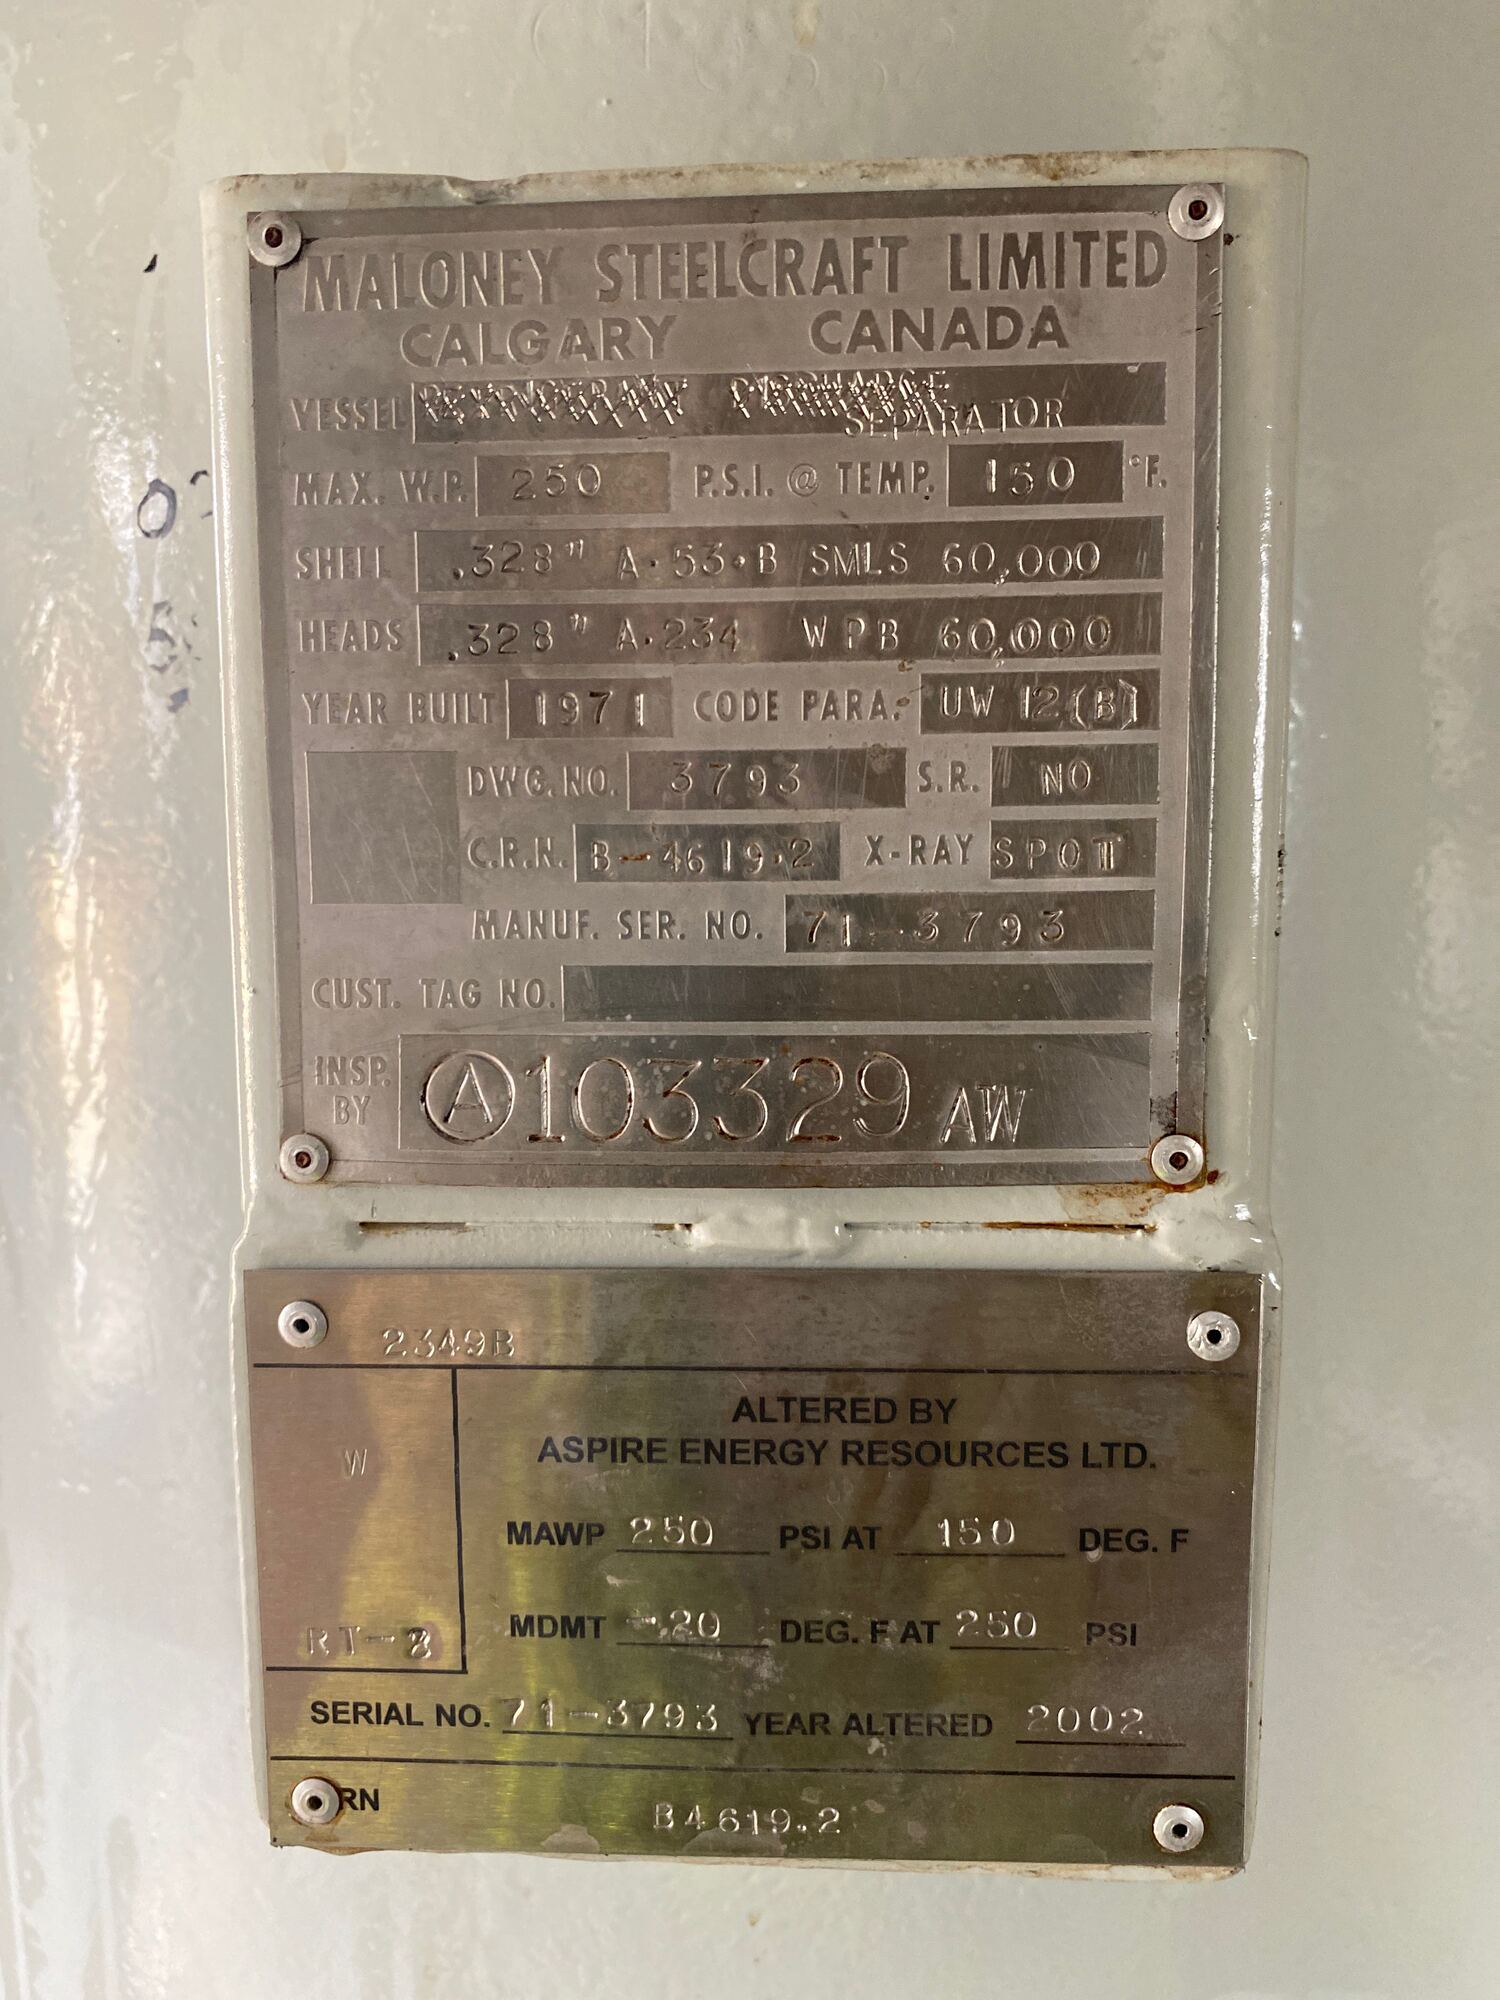 MALONEY STEELCRAFT LIMITED
CALGARY CANADA
VESSEL SEPARATOR
MAX. W.P. 250 P.S.I. @ TEMP. 150 °F.
SHELL .328" A.53.B SMLS 60,000
HEADS .328" A.234 WPB 60,000
YEAR BUILT 1971 CODE PARA. UW 12(B)
DWG. NO. 3793 S.R. NO
C.R.N. B-4619.2 X-RAY SPOT
MANUF. SER. NO. 71-3793
CUST. TAG NO.
INSP. BY Ⓐ103329 AW
2349B
ALTERED BY
ASPIRE ENERGY RESOURCES LTD.
W
MAWP 250 PSI AT 150 DEG. F
MDMT -20 DEG. F AT 250 PSI
RT-3
SERIAL NO. 71-3793 YEAR ALTERED 2002
RN B4619.2